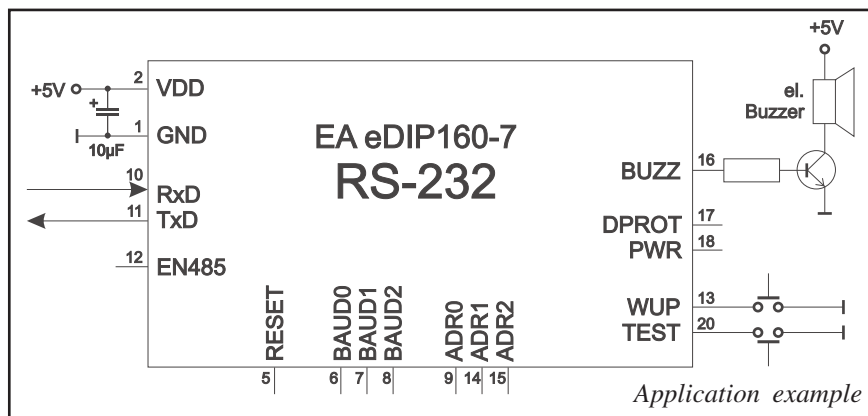 +5V
2 VDD
+5V
el.
Buzzer
+
1 GND
10µF
EA eDIP160-7
RS-232
10 RxD
11 TxD
12 EN485
BUZZ 16
DPROT 17
PWR 18
WUP 13
TEST 20
RESET
BAUD0
BAUD1
BAUD2
ADR0
ADR1
ADR2
5
6
7
8
9
14
15
Application example